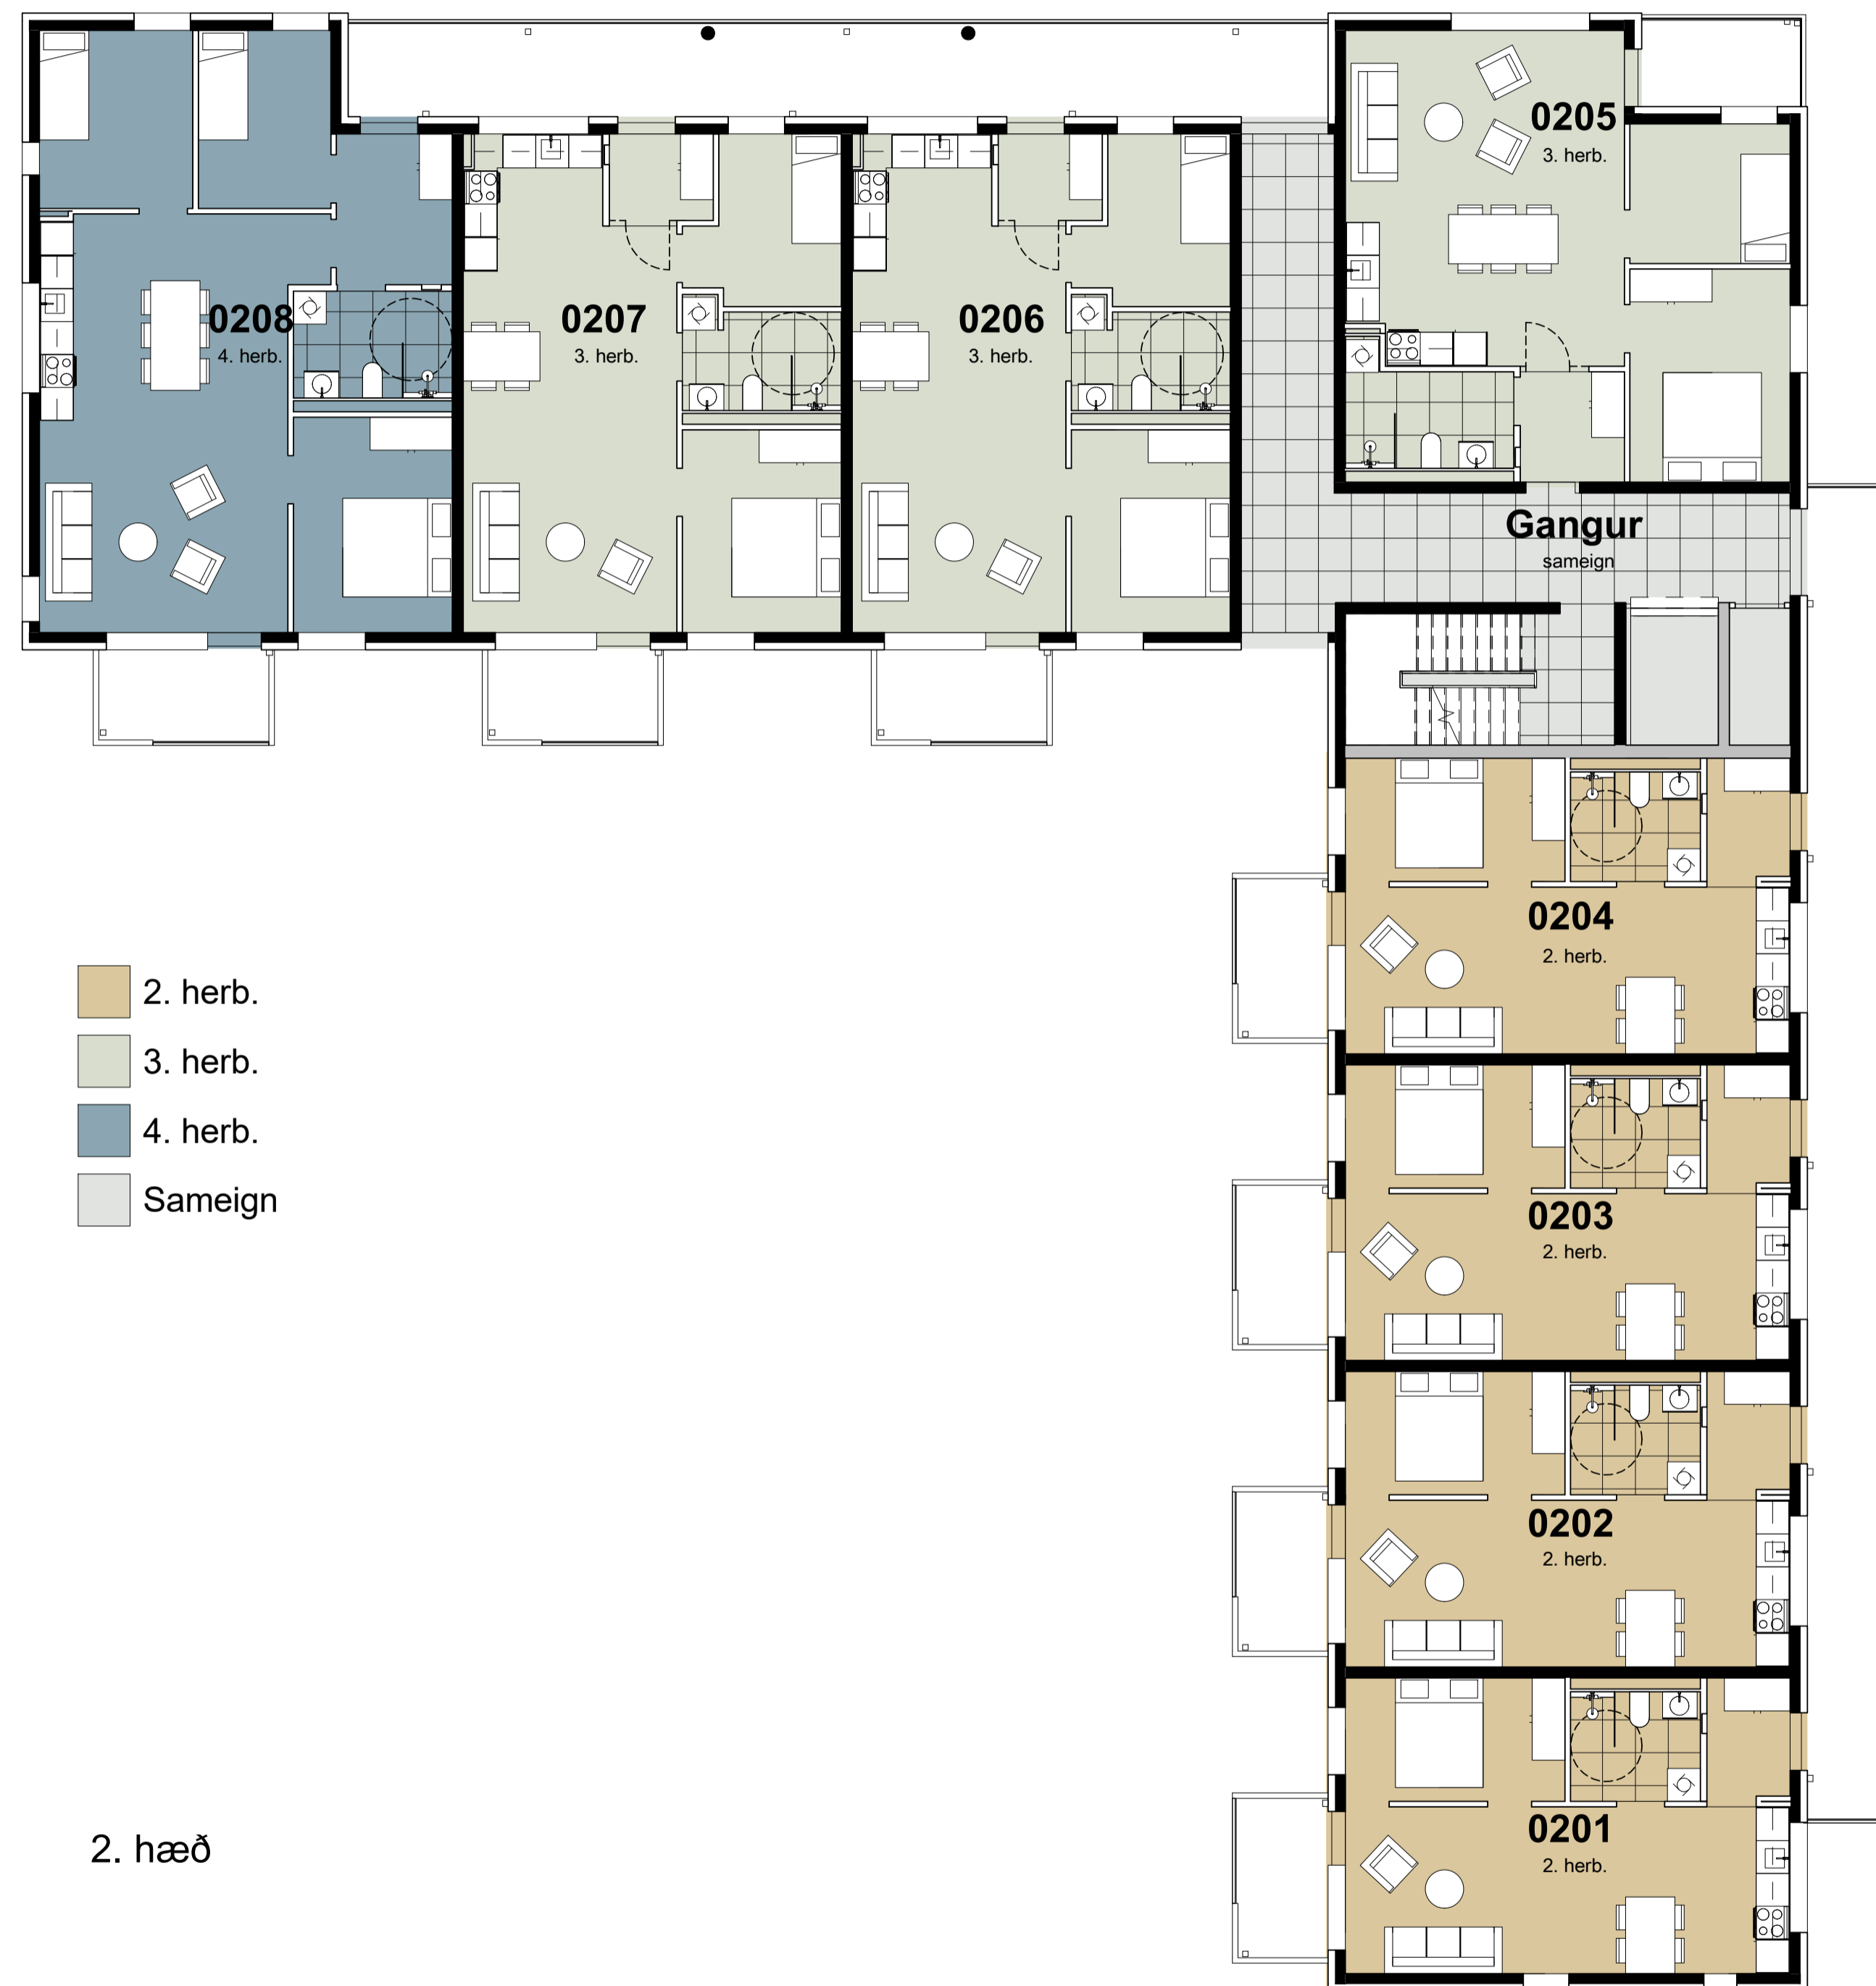 0205
3. herb.
0208
4. herb.
0207
3. herb.
0206
3. herb.
Gangur
sameign
0204
2. herb.
2. herb.
3. herb.
4. herb.
Sameign
0203
2. herb.
0202
2. herb.
0201
2. herb.
2. hæð